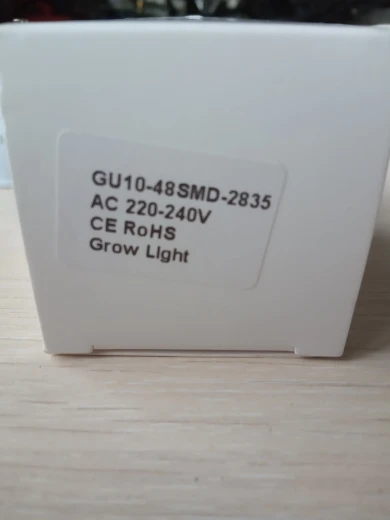 GU10-48SMD-2835
AC 220-240V
CE RoHS
Grow Light